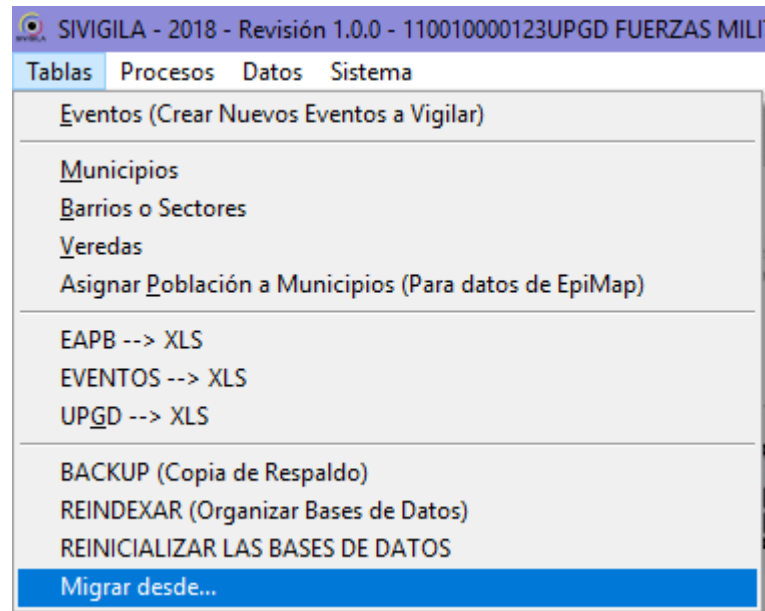 SIVIGILA - 2018 - Revisión 1.0.0 - 110010000123UPGD FUERZAS MILI
Tablas Procesos Datos Sistema
Eventos (Crear Nuevos Eventos a Vigilar)
Municipios
Barrios o Sectores
Veredas
Asignar Población a Municipios (Para datos de EpiMap)
EAPB --> XLS
EVENTOS --> XLS
UPGD --> XLS
BACKUP (Copia de Respaldo)
REINDEXAR (Organizar Bases de Datos)
REINICIALIZAR LAS BASES DE DATOS
Migrar desde...